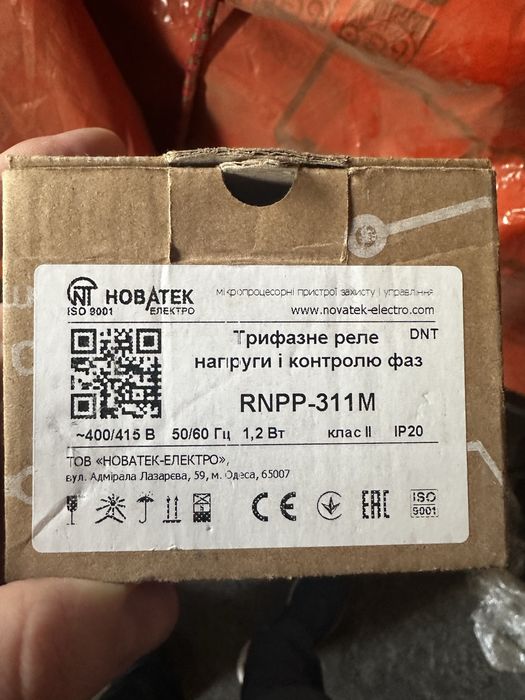 NT НОВАТЕК
ISO 9001 ЕЛЕКТРО
мікропроцесорні пристрої захисту і управління
www.novatek-electro.com
Трифазне реле DNT
напруги і контролю фаз
RNPP-311M
~400/415 В 50/60 Гц 1,2 Вт клас II IP20
ТОВ «НОВАТЕК-ЕЛЕКТРО»,
вул. Адмірала Лазарєва, 59, м. Одеса, 65007
CE EAC ISO
9001